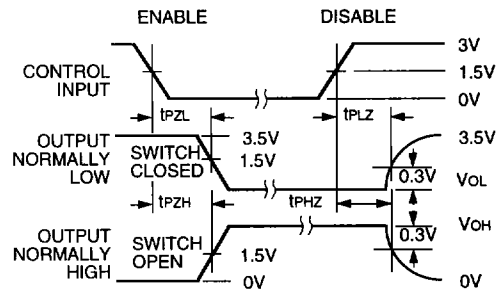 ENABLE DISABLE
CONTROL INPUT
3V
1.5V
0V
tPZL tPLZ
OUTPUT NORMALLY LOW
SWITCH CLOSED
3.5V
1.5V
3.5V
0.3V
VOL
tPZH tPHZ
VOH
0.3V
OUTPUT NORMALLY HIGH
SWITCH OPEN
1.5V
0V
0V